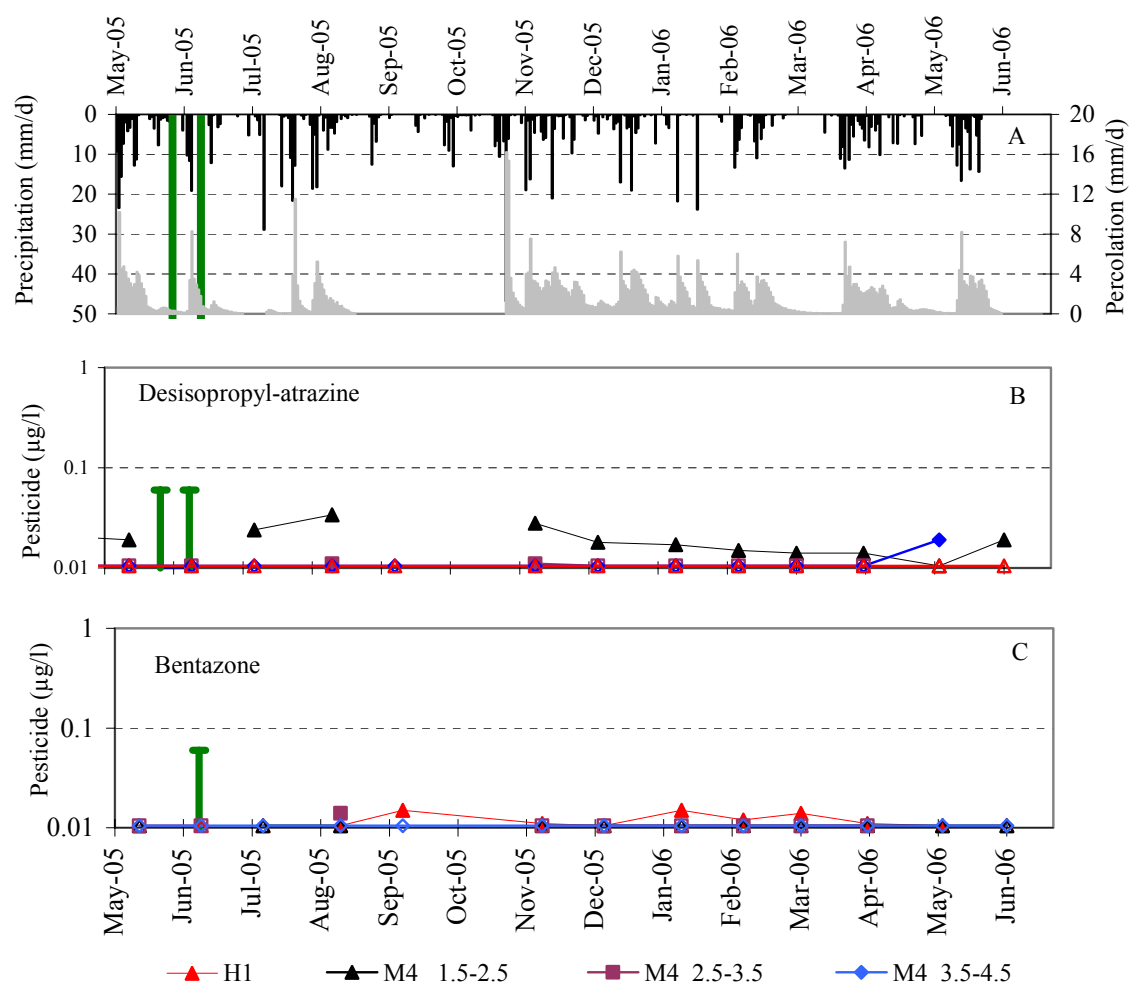 May-05 Jun-05 Jul-05 Aug-05 Sep-05 Oct-05 Nov-05 Dec-05 Jan-06 Feb-06 Mar-06 Apr-06 May-06 Jun-06
A
Precipitation (mm/d)
0
10
20
30
40
50
Percolation (mm/d)
20
16
12
8
4
0
Desisopropyl-atrazine
B
Pesticide (µg/l)
1
0.1
0.01
Bentazone
C
Pesticide (µg/l)
1
0.1
0.01
May-05 Jun-05 Jul-05 Aug-05 Sep-05 Oct-05 Nov-05 Dec-05 Jan-06 Feb-06 Mar-06 Apr-06 May-06 Jun-06
H1 M4 1.5-2.5 M4 2.5-3.5 M4 3.5-4.5